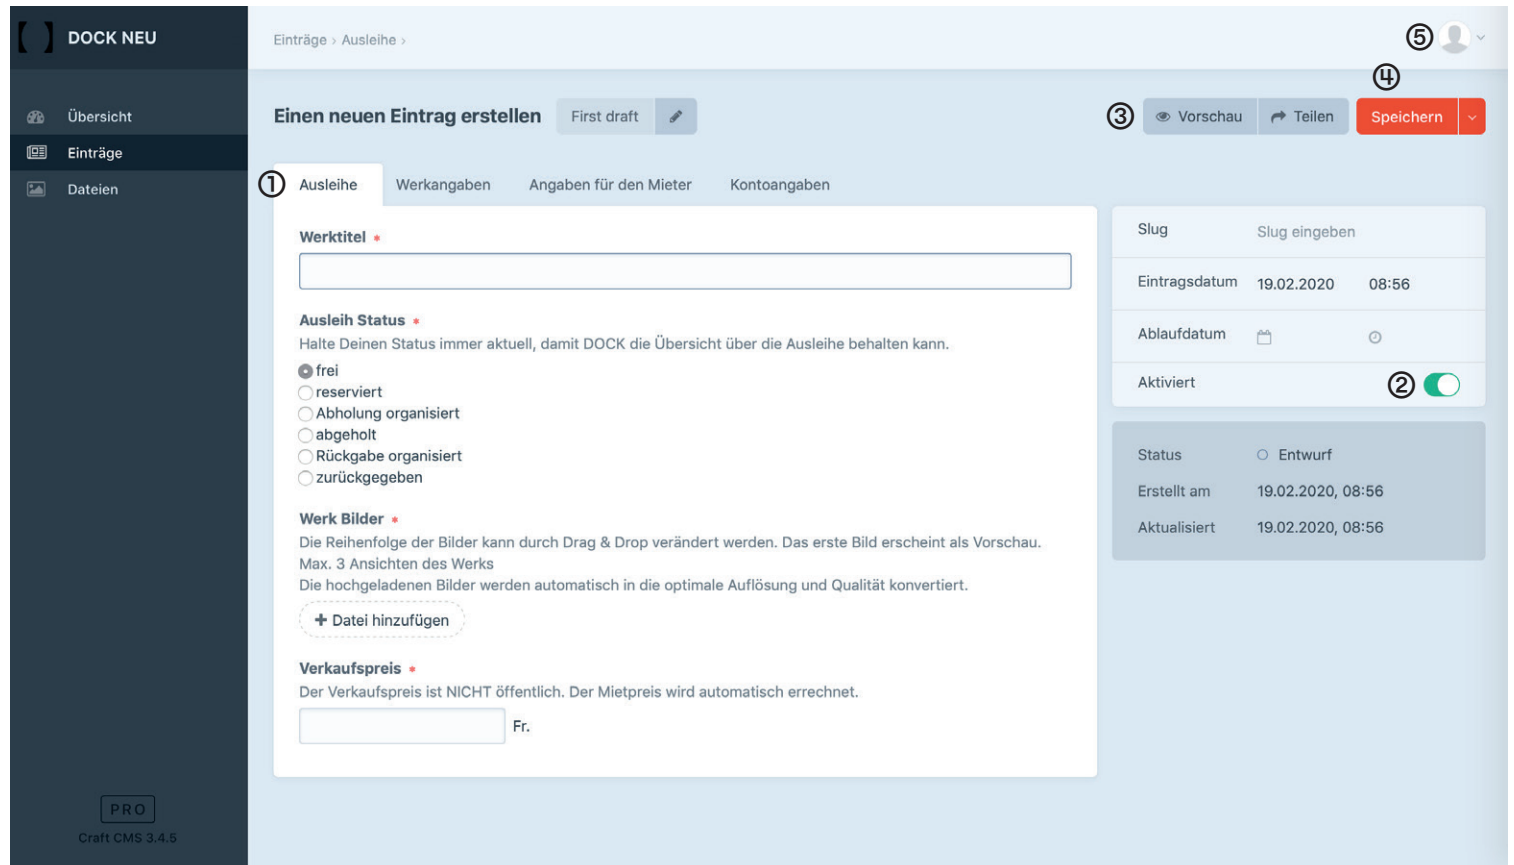 DOCK NEU
Einträge › Ausleihe ›
⑤
Übersicht
Einträge
Dateien
Einen neuen Eintrag erstellen First draft
③ Vorschau Teilen
④
Speichern
① Ausleihe Werkangaben Angaben für den Mieter Kontoangaben
Werktitel *
Ausleih Status *
Halte Deinen Status immer aktuell, damit DOCK die Übersicht über die Ausleihe behalten kann.
frei
reserviert
Abholung organisiert
abgeholt
Rückgabe organisiert
zurückgegeben
Werk Bilder *
Die Reihenfolge der Bilder kann durch Drag & Drop verändert werden. Das erste Bild erscheint als Vorschau.
Max. 3 Ansichten des Werks
Die hochgeladenen Bilder werden automatisch in die optimale Auflösung und Qualität konvertiert.
+ Datei hinzufügen
Verkaufspreis *
Der Verkaufspreis ist NICHT öffentlich. Der Mietpreis wird automatisch errechnet.
Fr.
Slug Slug eingeben
Eintragsdatum 19.02.2020 08:56
Ablaufdatum
Aktiviert ②
Status Entwurf
Erstellt am 19.02.2020, 08:56
Aktualisiert 19.02.2020, 08:56
PRO
Craft CMS 3.4.5